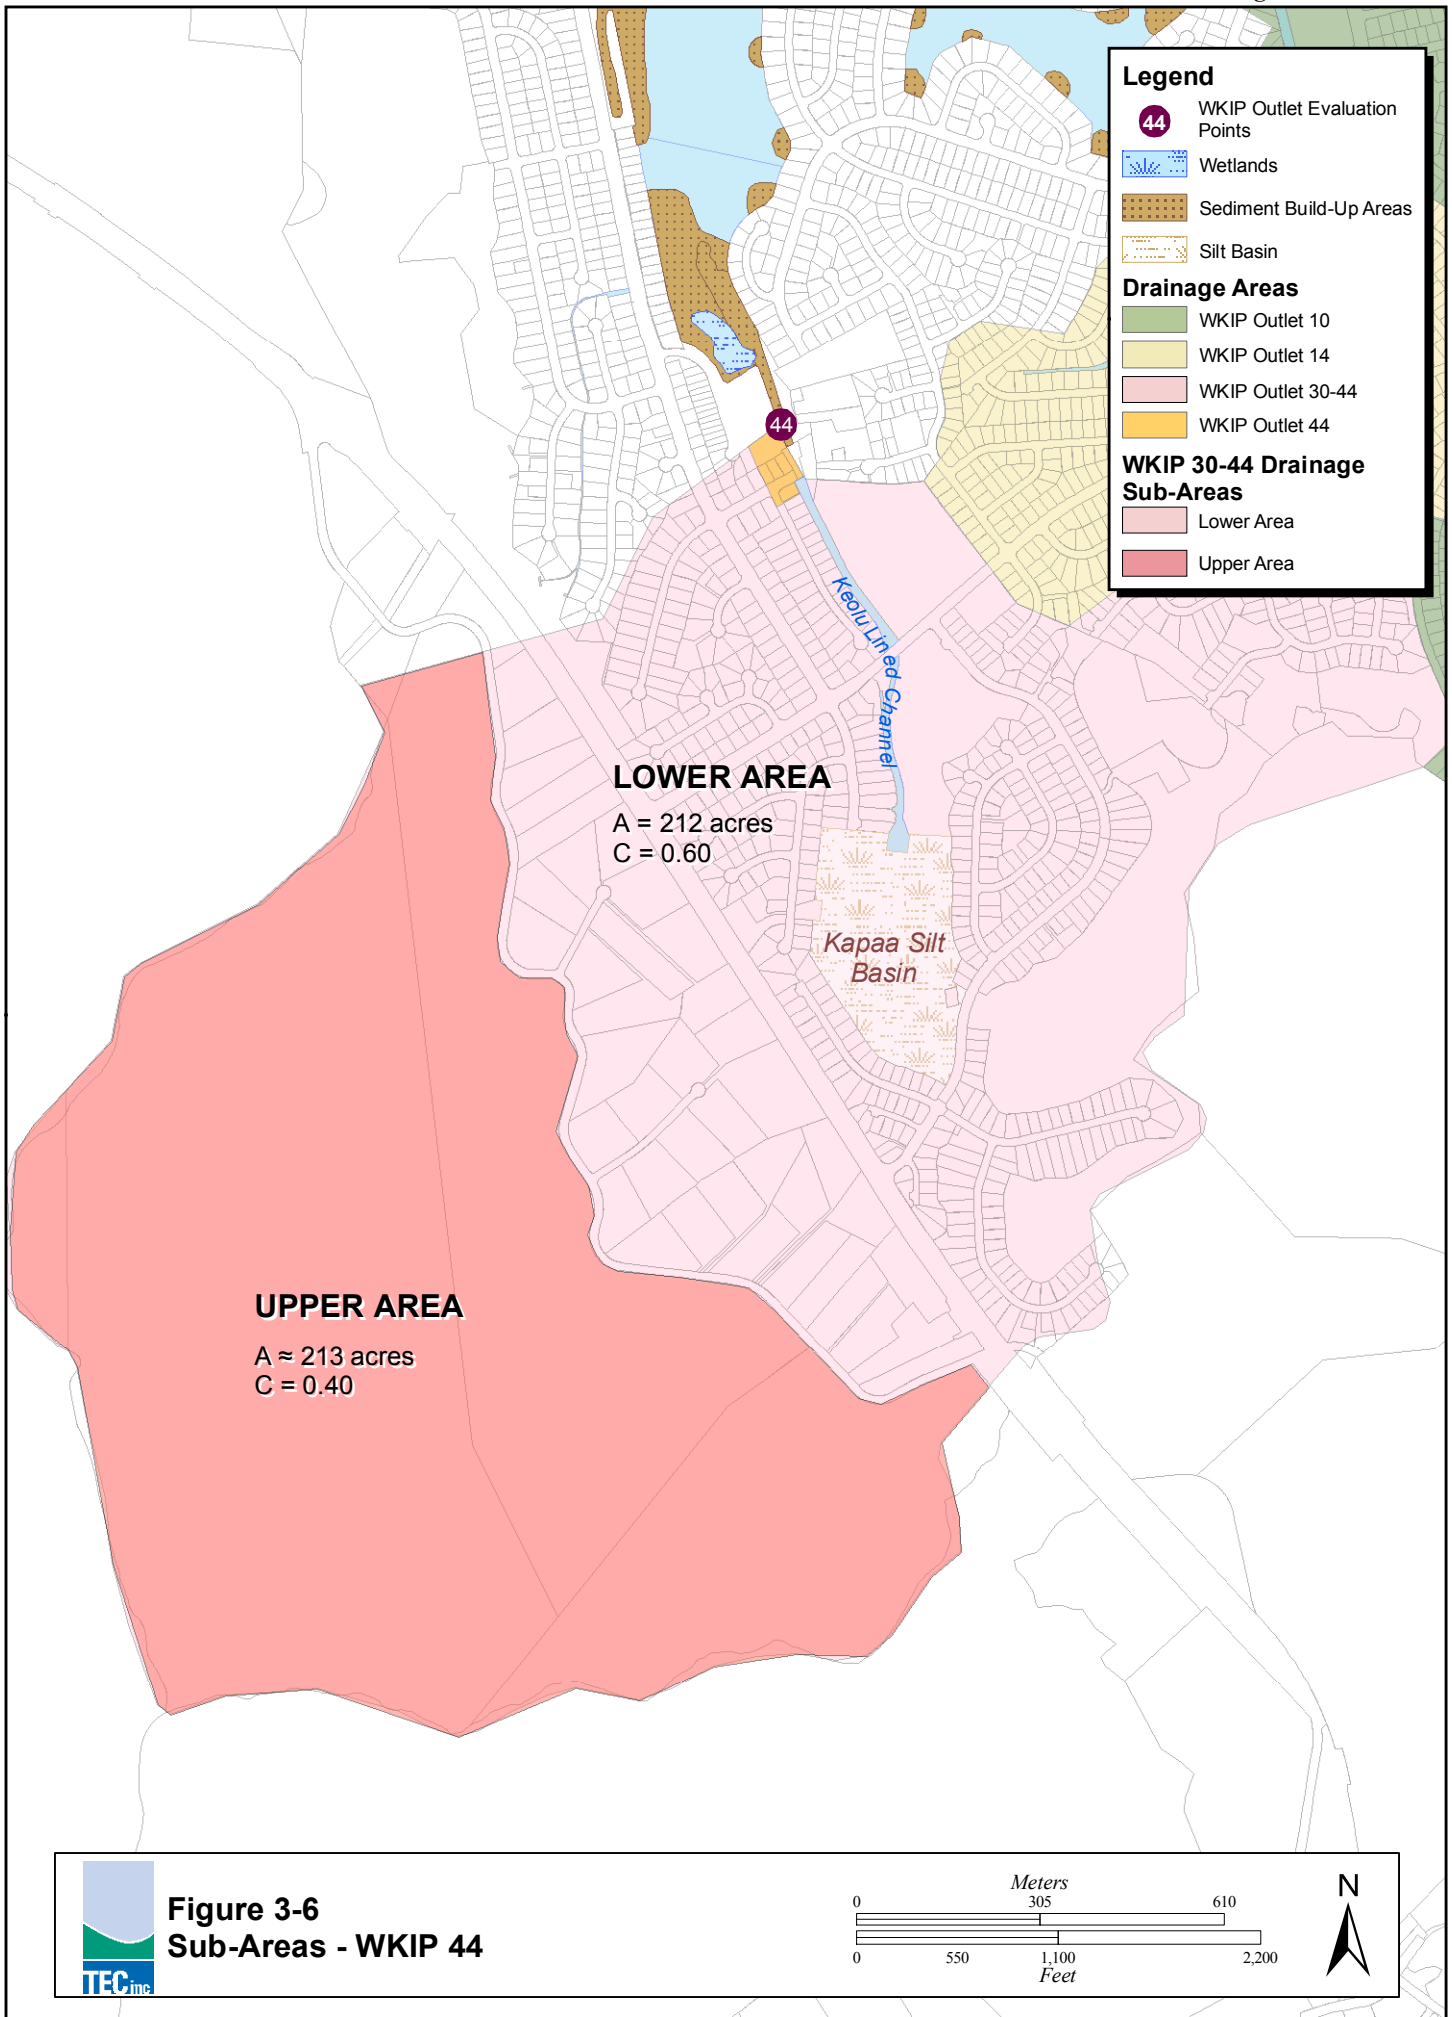 Legend
44
WKIP Outlet Evaluation
Points
Wetlands
Sediment Build-Up Areas
Silt Basin
Drainage Areas
WKIP Outlet 10
WKIP Outlet 14
WKIP Outlet 30-44
WKIP Outlet 44
WKIP 30-44 Drainage
Sub-Areas
Lower Area
Upper Area
44
Keolu Lined Channel
LOWER AREA
A = 212 acres
C = 0.60
Kapaa Silt
Basin
UPPER AREA
A ≈ 213 acres
C = 0.40
TEC inc
Figure 3-6
Sub-Areas - WKIP 44
Meters
0 305 610
0 550 1,100 2,200
Feet
N